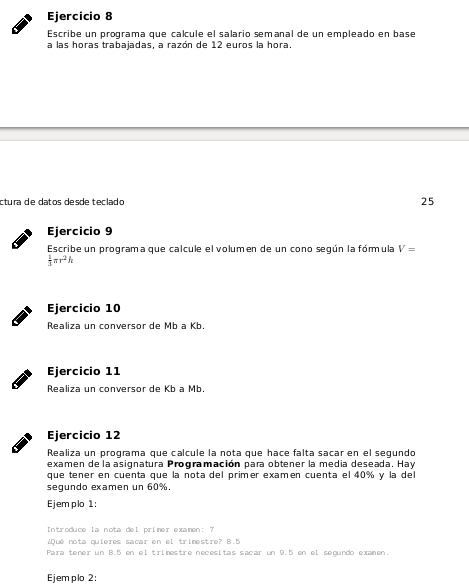 Ejercicio 8
Escribe un programa que calcule el salario semanal de un empleado en base
a las horas trabajadas, a razón de 12 euros la hora.
ctura de datos desde teclado 25
Ejercicio 9
Escribe un programa que calcule el volumen de un cono según la fórmula V =
1/3 πr²h
Ejercicio 10
Realiza un conversor de Mb a Kb.
Ejercicio 11
Realiza un conversor de Kb a Mb.
Ejercicio 12
Realiza un programa que calcule la nota que hace falta sacar en el segundo
examen de la asignatura Programación para obtener la media deseada. Hay
que tener en cuenta que la nota del primer examen cuenta el 40% y la del
segundo examen un 60%.
Ejemplo 1:
Introduce la nota del primer examen: 7
¿Qué nota quieres sacar en el trimestre? 8.5
Para tener un 8.5 en el trimestre necesitas sacar un 9.5 en el segundo examen.
Ejemplo 2: